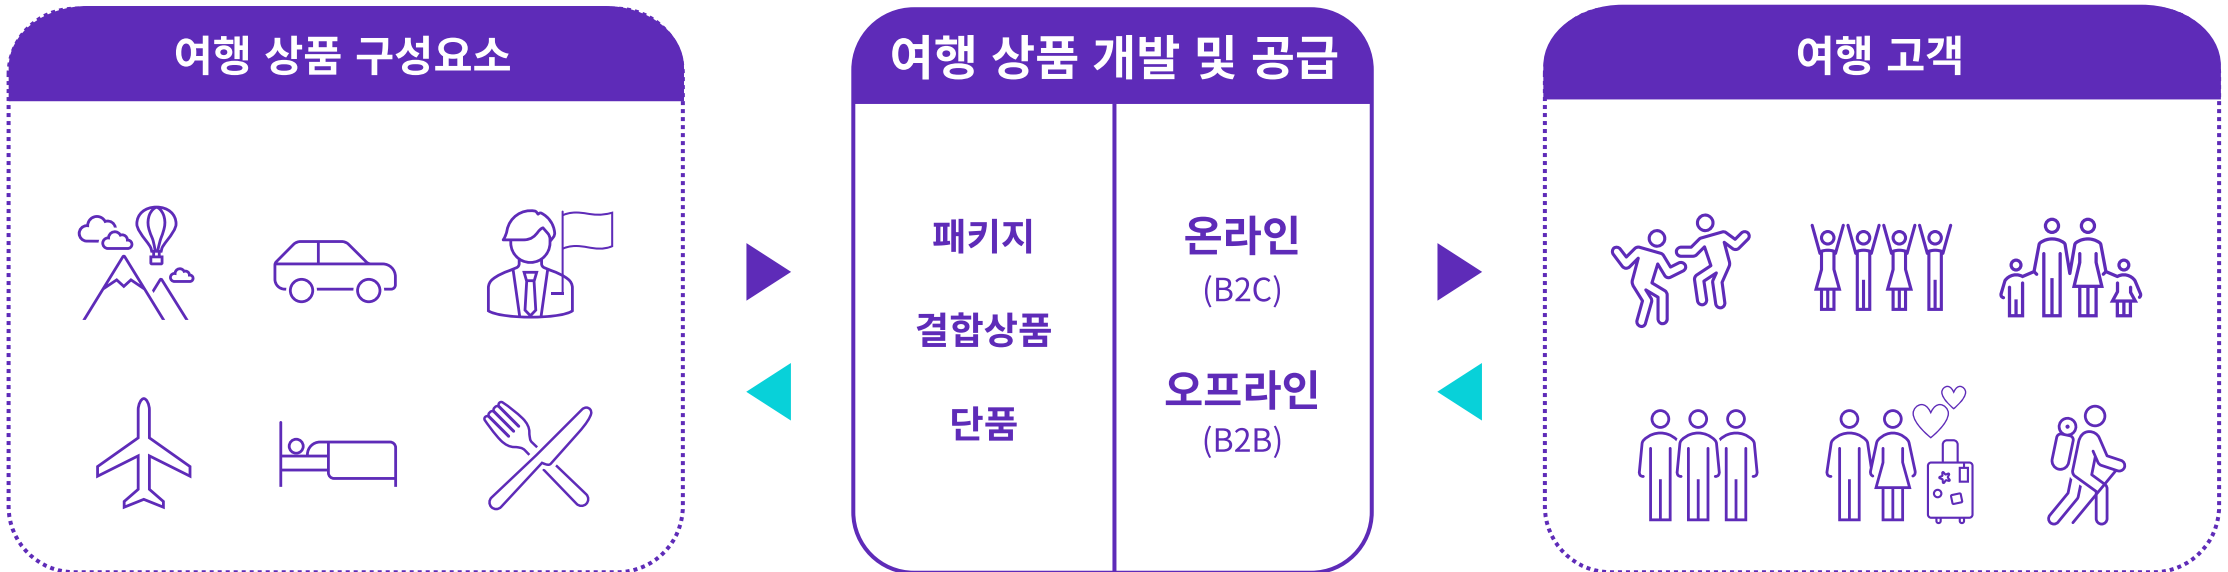 여행 상품 구성요소
여행 상품 개발 및 공급
패키지
결합상품
단품
온라인
(B2C)
오프라인
(B2B)
여행 고객